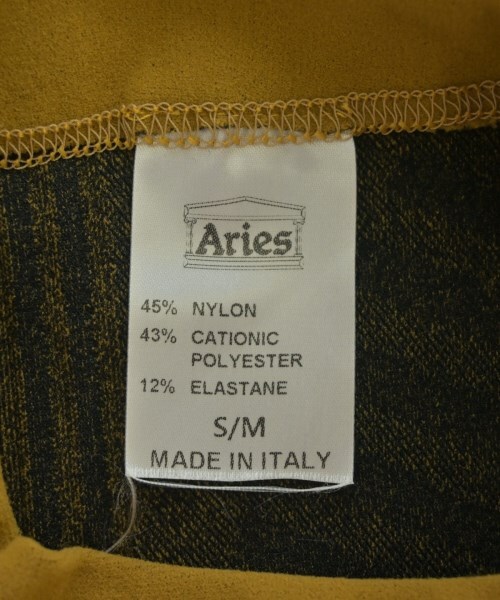 Aries
45% NYLON
43% CATIONIC
POLYESTER
12% ELASTANE
S/M
MADE IN ITALY